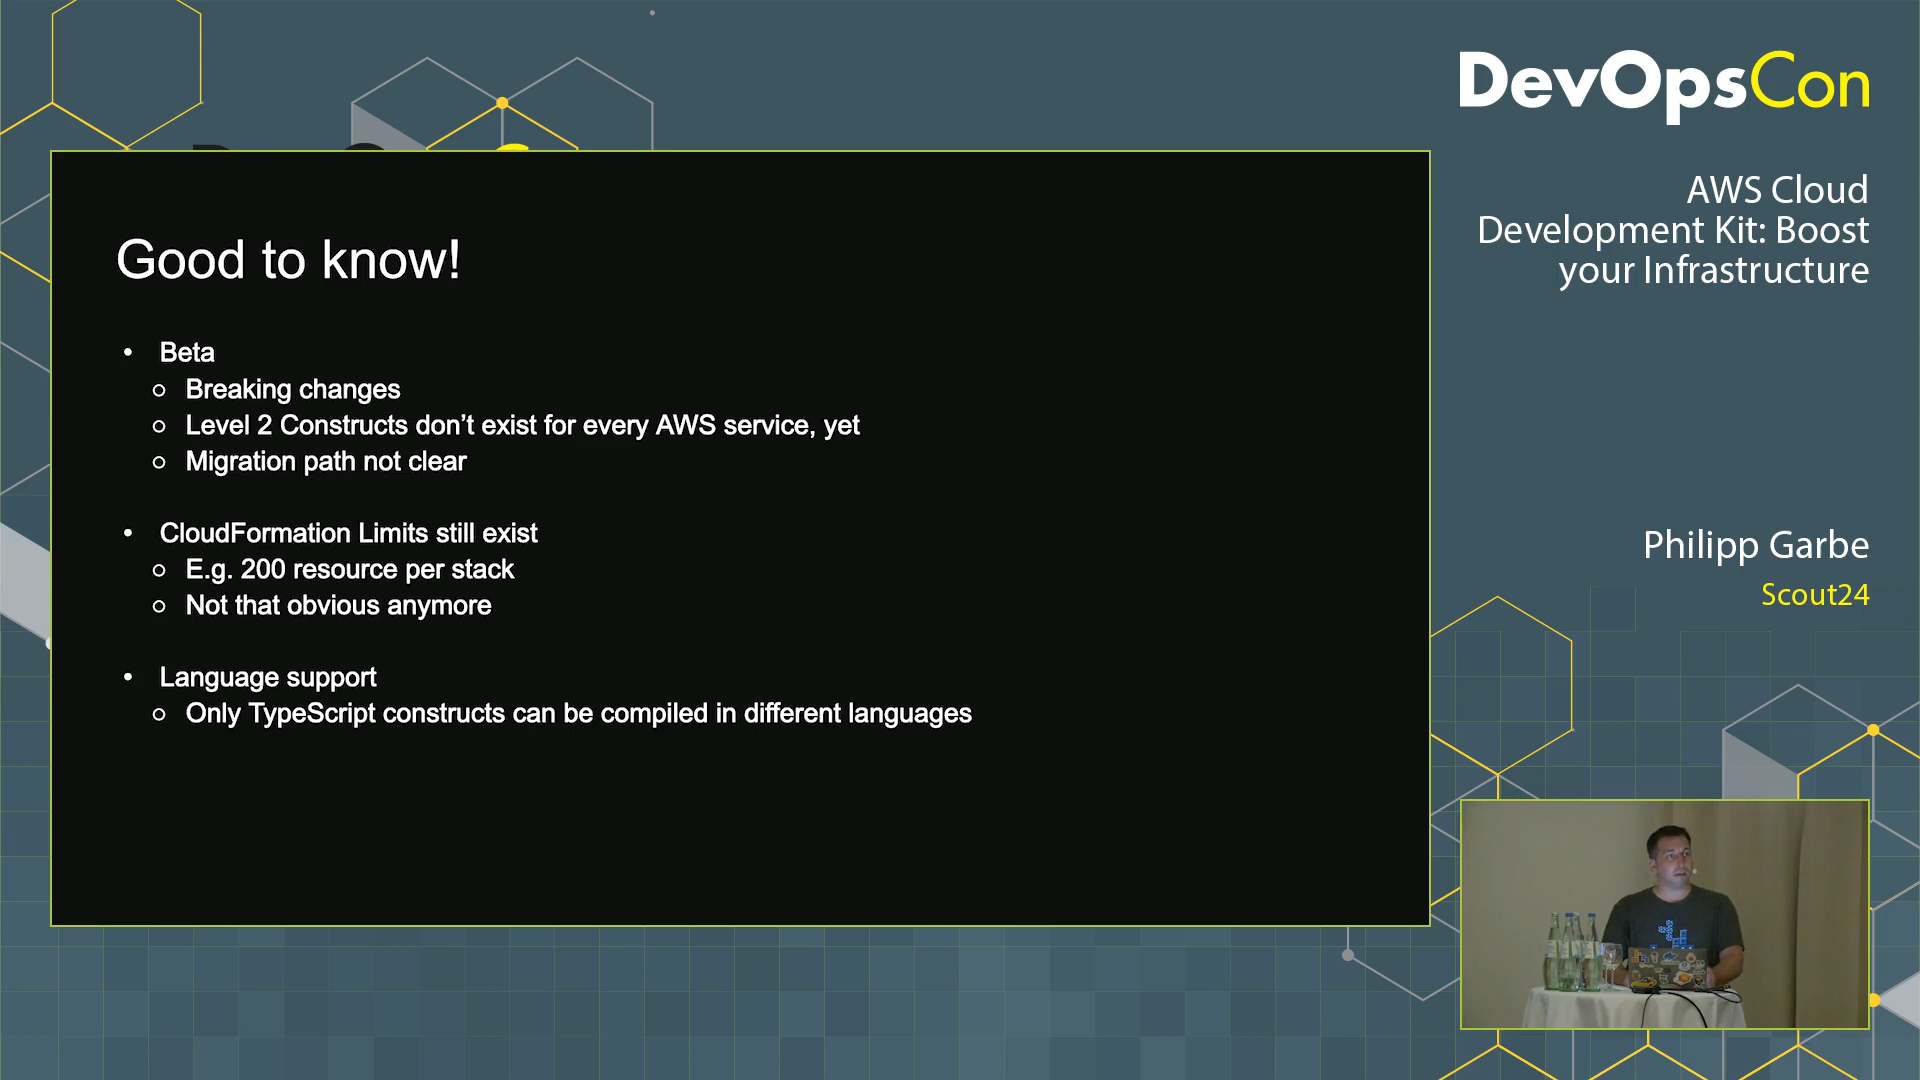 DevOpsCon
AWS Cloud
Development Kit: Boost
your Infrastructure
Good to know!
• Beta
○ Breaking changes
○ Level 2 Constructs don’t exist for every AWS service, yet
○ Migration path not clear
• CloudFormation Limits still exist
○ E.g. 200 resource per stack
○ Not that obvious anymore
• Language support
○ Only TypeScript constructs can be compiled in different languages
Philipp Garbe
Scout24